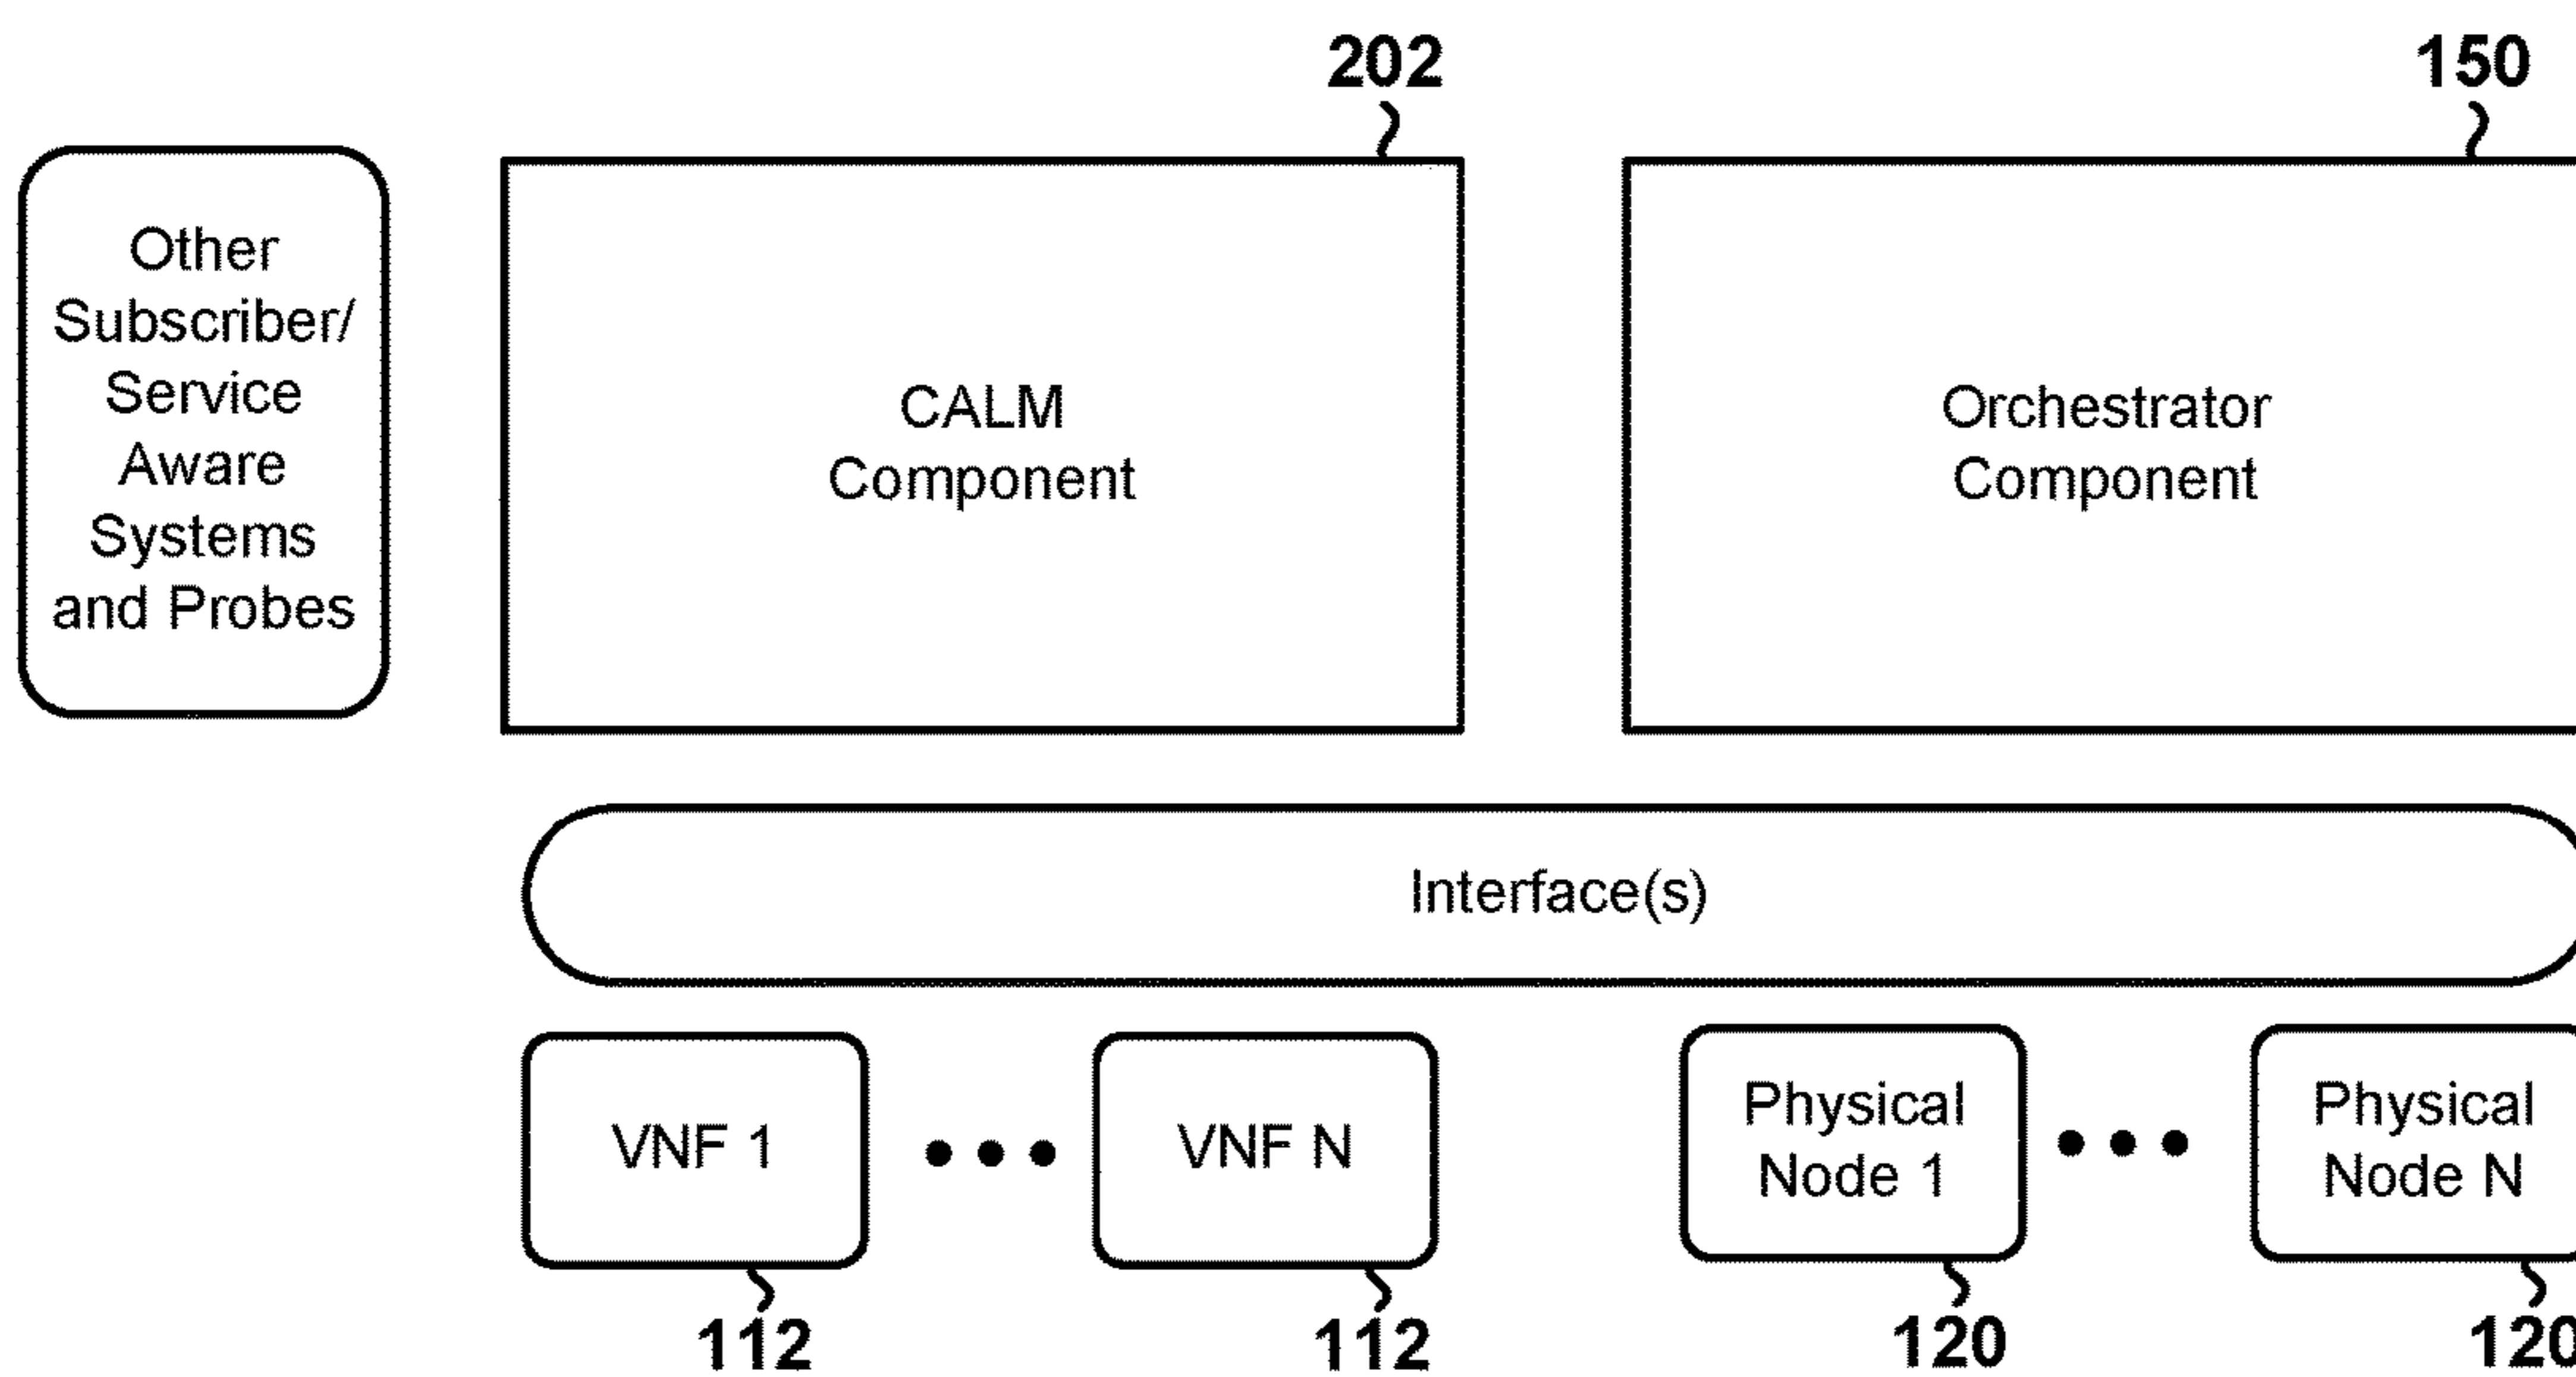 202
150
Other
Subscriber/
Service
Aware
Systems
and Probes
CALM
Component
Orchestrator
Component
Interface(s)
VNF 1
VNF N
Physical
Node 1
Physical
Node N
112
112
120
120